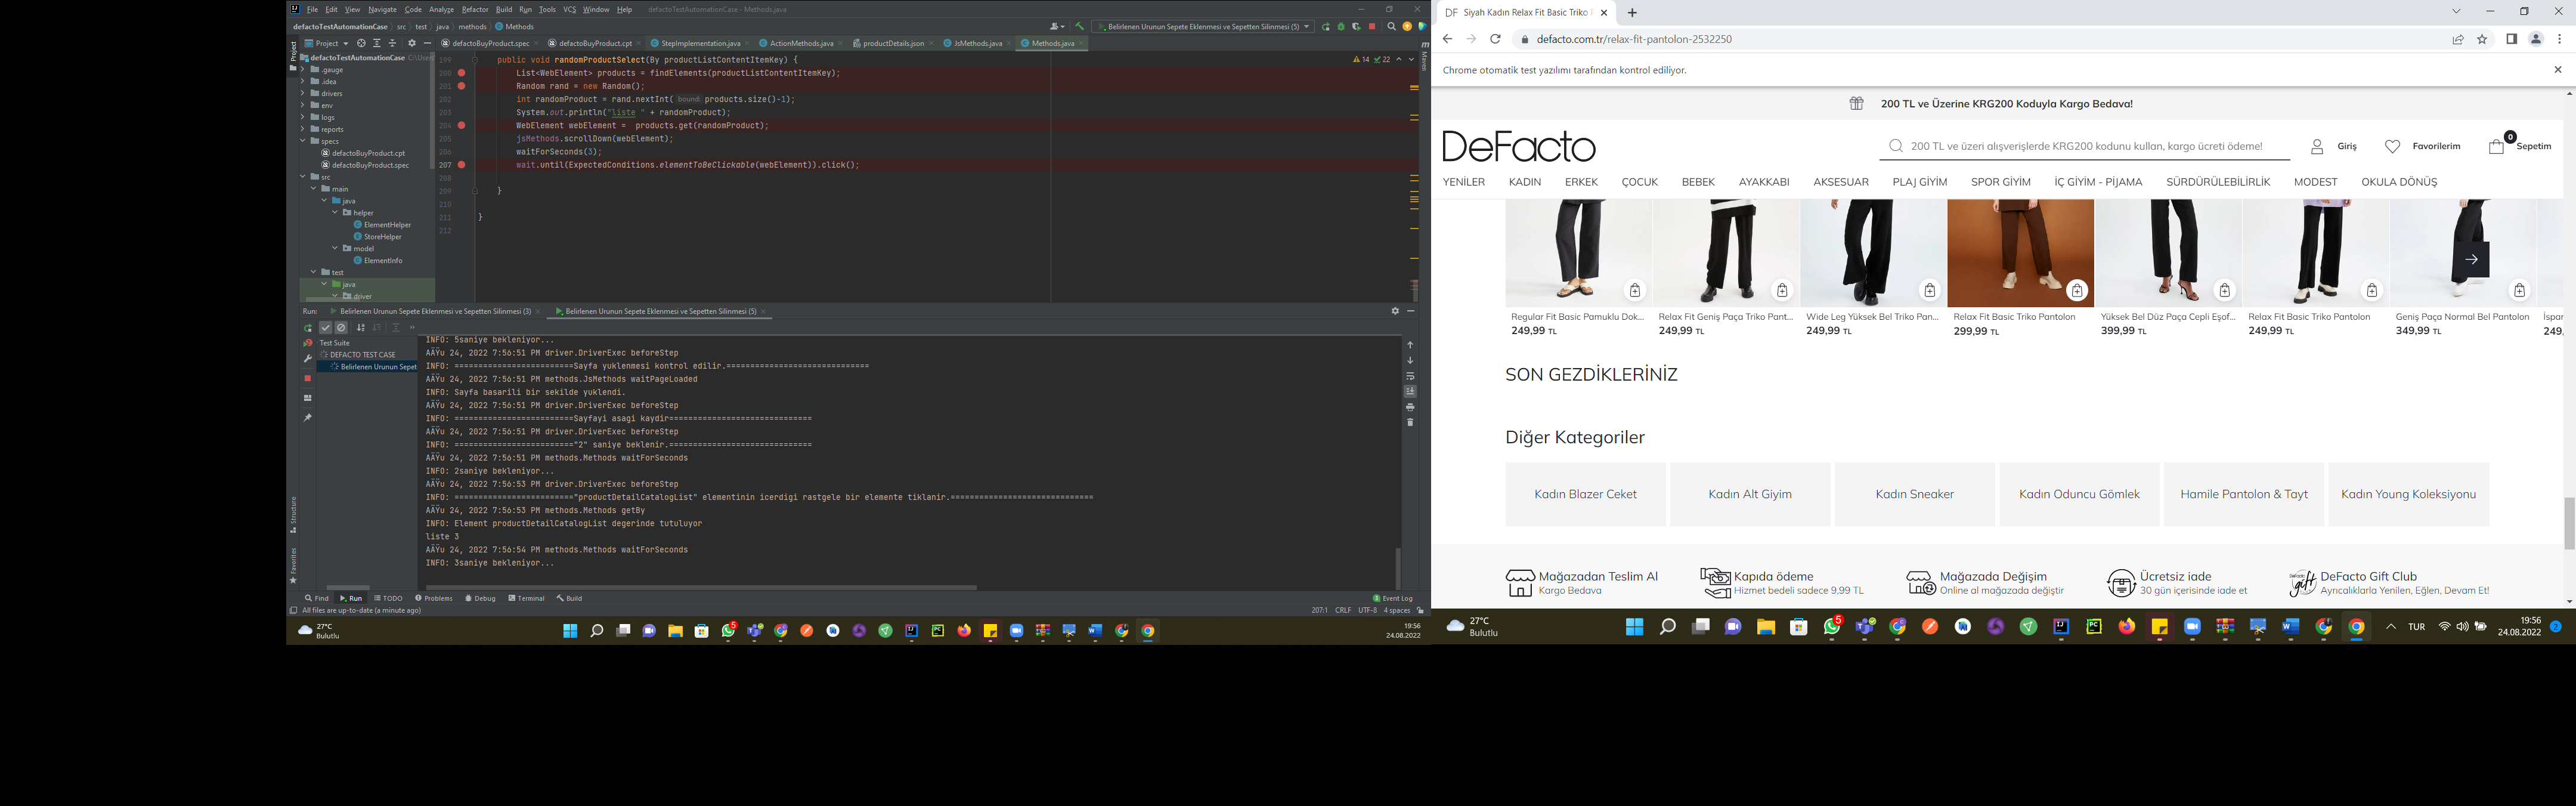 File Edit View Navigate Code Analyze Refactor Build Run Tools VCS Window Help defactoTestAutomationCase - Methods.java
defactoTestAutomationCase src test java methods Methods
Belirlenen Urunun Sepete Eklenmesi ve Sepetten Silinmesi (5)
Project
defactoBuyProduct.spec defactoBuyProduct.cpt StepImplementation.java ActionMethods.java productDetails.json JsMethods.java Methods.java
Project
Maven
defactoTestAutomationCase C:\Users
.gauge
.idea
drivers
env
logs
reports
specs
defactoBuyProduct.cpt
defactoBuyProduct.spec
src
main
java
helper
ElementHelper
StoreHelper
model
ElementInfo
test
java
driver
14 22
199 public void randomProductSelect(By productListContentItemKey) {
200 List<WebElement> products = findElements(productListContentItemKey);
201 Random rand = new Random();
202 int randomProduct = rand.nextInt( bound: products.size()-1);
203 System.out.println("liste " + randomProduct);
204 WebElement webElement =  products.get(randomProduct);
205 jsMethods.scrollDown(webElement);
206 waitForSeconds(3);
207 wait.until(ExpectedConditions.elementToBeClickable(webElement)).click();
208
209 }
210
211 }
212
Run: Belirlenen Urunun Sepete Eklenmesi ve Sepetten Silinmesi (3) Belirlenen Urunun Sepete Eklenmesi ve Sepetten Silinmesi (5)
Test Suite
DEFACTO TEST CASE
Belirlenen Urunun Sepet
INFO: 5saniye bekleniyor...
AÄŸu 24, 2022 7:56:51 PM driver.DriverExec beforeStep
INFO: =========================Sayfa yuklenmesi kontrol edilir.==============================
AÄŸu 24, 2022 7:56:51 PM methods.JsMethods waitPageLoaded
INFO: Sayfa basarili bir sekilde yuklendi.
AÄŸu 24, 2022 7:56:51 PM driver.DriverExec beforeStep
INFO: =========================Sayfayi asagi kaydir==============================
AÄŸu 24, 2022 7:56:51 PM driver.DriverExec beforeStep
INFO: ========================="2" saniye beklenir.==============================
AÄŸu 24, 2022 7:56:51 PM methods.Methods waitForSeconds
INFO: 2saniye bekleniyor...
AÄŸu 24, 2022 7:56:53 PM driver.DriverExec beforeStep
INFO: ========================="productDetailCatalogList" elementinin icerdigi rastgele bir elemente tiklanir.==============================
AÄŸu 24, 2022 7:56:53 PM methods.Methods getBy
INFO: Element productDetailCatalogList degerinde tutuluyor
liste 3
AÄŸu 24, 2022 7:56:54 PM methods.Methods waitForSeconds
INFO: 3saniye bekleniyor...
Structure
Favorites
Find Run TODO Problems Debug Terminal Build 3 Event Log
All files are up-to-date (a minute ago) 207:1 CRLF UTF-8 4 spaces
27°C
Bulutlu
5
19:56
24.08.2022
DF Siyah Kadın Relax Fit Basic Triko P
defacto.com.tr/relax-fit-pantolon-2532250
Chrome otomatik test yazılımı tarafından kontrol ediliyor.
200 TL ve Üzerine KRG200 Koduyla Kargo Bedava!
DeFacto
200 TL ve üzeri alışverişlerde KRG200 kodunu kullan, kargo ücreti ödeme!
Giriş Favorilerim 0 Sepetim
YENİLER KADIN ERKEK ÇOCUK BEBEK AYAKKABI AKSESUAR PLAJ GİYİM SPOR GİYİM İÇ GİYİM - PİJAMA SÜRDÜRÜLEBİLİRLİK MODEST OKULA DÖNÜŞ
Regular Fit Basic Pamuklu Dok... Relax Fit Geniş Paça Triko Pant... Wide Leg Yüksek Bel Triko Pan... Relax Fit Basic Triko Pantolon Yüksek Bel Düz Paça Cepli Eşof... Relax Fit Basic Triko Pantolon Geniş Paça Normal Bel Pantolon İspan
249,99 TL 249,99 TL 249,99 TL 299,99 TL 399,99 TL 249,99 TL 349,99 TL 249,
SON GEZDİKLERİNİZ
Diğer Kategoriler
Kadın Blazer Ceket Kadın Alt Giyim Kadın Sneaker Kadın Oduncu Gömlek Hamile Pantolon & Tayt Kadın Young Koleksiyonu
Mağazadan Teslim Al Kapıda ödeme Mağazada Değişim Ücretsiz iade DeFacto Gift Club
Kargo Bedava Hizmet bedeli sadece 9,99 TL Online al mağazada değiştir 30 gün içerisinde iade et Ayrıcalıklarla Yenilen, Eğlen, Devam Et!
27°C
Bulutlu
5
TUR
19:56
24.08.2022
2